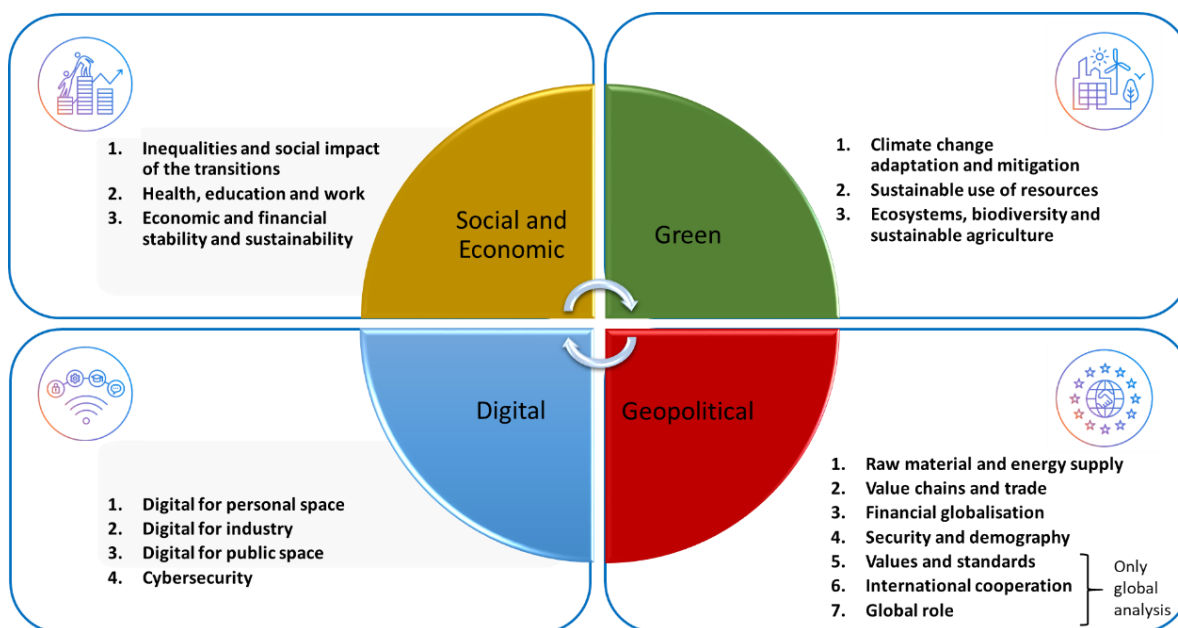 1. Inequalities and social impact
of the transitions
2. Health, education and work
3. Economic and financial
stability and sustainability
Social and
Economic
Green
1. Climate change
adaptation and mitigation
2. Sustainable use of resources
3. Ecosystems, biodiversity and
sustainable agriculture
Digital
1. Digital for personal space
2. Digital for industry
3. Digital for public space
4. Cybersecurity
Geopolitical
1. Raw material and energy supply
2. Value chains and trade
3. Financial globalisation
4. Security and demography
5. Values and standards
6. International cooperation
7. Global role
Only
global
analysis